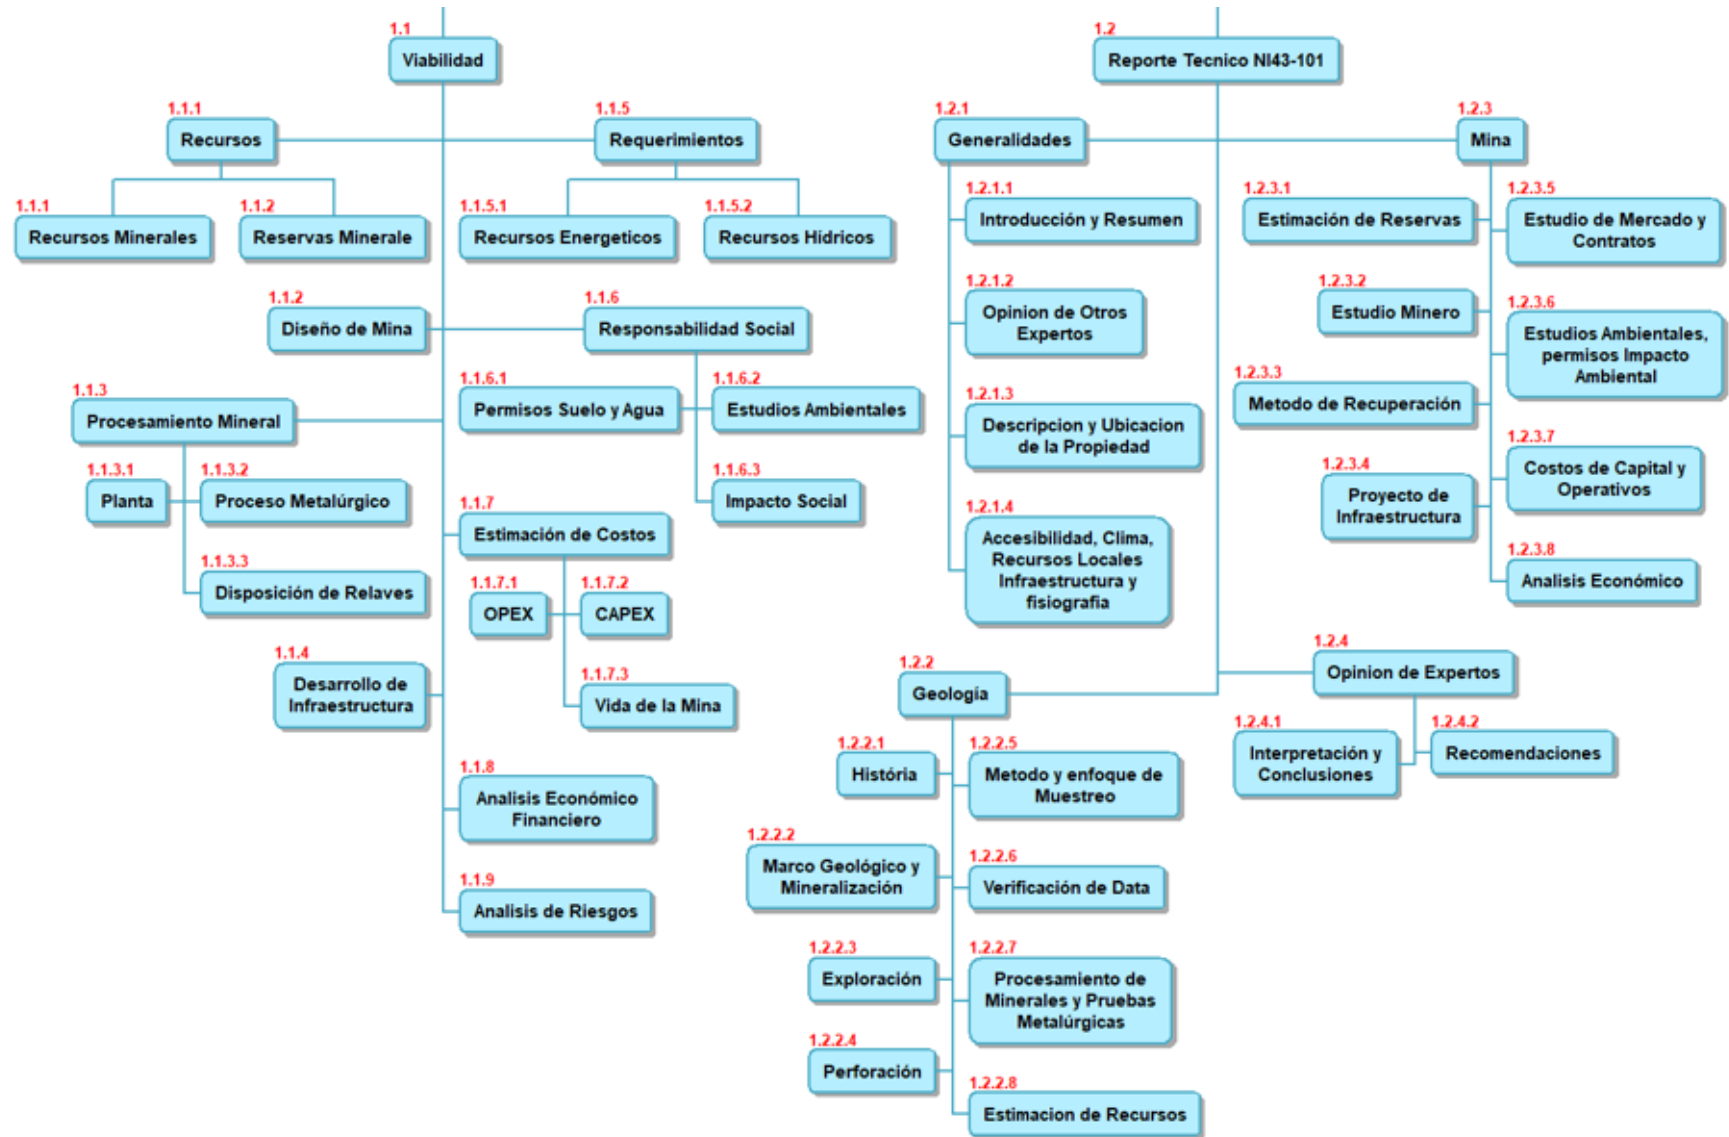 1.1
Viabilidad
1.1.1
Recursos
1.1.5
Requerimientos
1.1.1
Recursos Minerales
1.1.2
Reservas Minerale
1.1.5.1
Recursos Energeticos
1.1.5.2
Recursos Hídricos
1.1.2
Diseño de Mina
1.1.6
Responsabilidad Social
1.1.6.1
Permisos Suelo y Agua
1.1.6.2
Estudios Ambientales
1.1.3
Procesamiento Mineral
1.1.3.1
Planta
1.1.3.2
Proceso Metalúrgico
1.1.6.3
Impacto Social
1.1.7
Estimación de Costos
1.1.3.3
Disposición de Relaves
1.1.7.1
OPEX
1.1.7.2
CAPEX
1.1.4
Desarrollo de
Infraestructura
1.1.7.3
Vida de la Mina
1.1.8
Analisis Económico
Financiero
1.1.9
Analisis de Riesgos
1.2
Reporte Tecnico NI43-101
1.2.1
Generalidades
1.2.1.1
Introducción y Resumen
1.2.1.2
Opinion de Otros
Expertos
1.2.1.3
Descripcion y Ubicacion
de la Propiedad
1.2.1.4
Accesibilidad, Clima,
Recursos Locales
Infraestructura y
fisiografia
1.2.3
Mina
1.2.3.1
Estimación de Reservas
1.2.3.5
Estudio de Mercado y
Contratos
1.2.3.2
Estudio Minero
1.2.3.6
Estudios Ambientales,
permisos Impacto
Ambiental
1.2.3.3
Metodo de Recuperación
1.2.3.7
Costos de Capital y
Operativos
1.2.3.4
Proyecto de
Infraestructura
1.2.3.8
Analisis Económico
1.2.2
Geología
1.2.2.1
História
1.2.2.5
Metodo y enfoque de
Muestreo
1.2.2.2
Marco Geológico y
Mineralización
1.2.2.6
Verificación de Data
1.2.2.3
Exploración
1.2.2.7
Procesamiento de
Minerales y Pruebas
Metalúrgicas
1.2.2.4
Perforación
1.2.2.8
Estimacion de Recursos
1.2.4
Opinion de Expertos
1.2.4.1
Interpretación y
Conclusiones
1.2.4.2
Recomendaciones